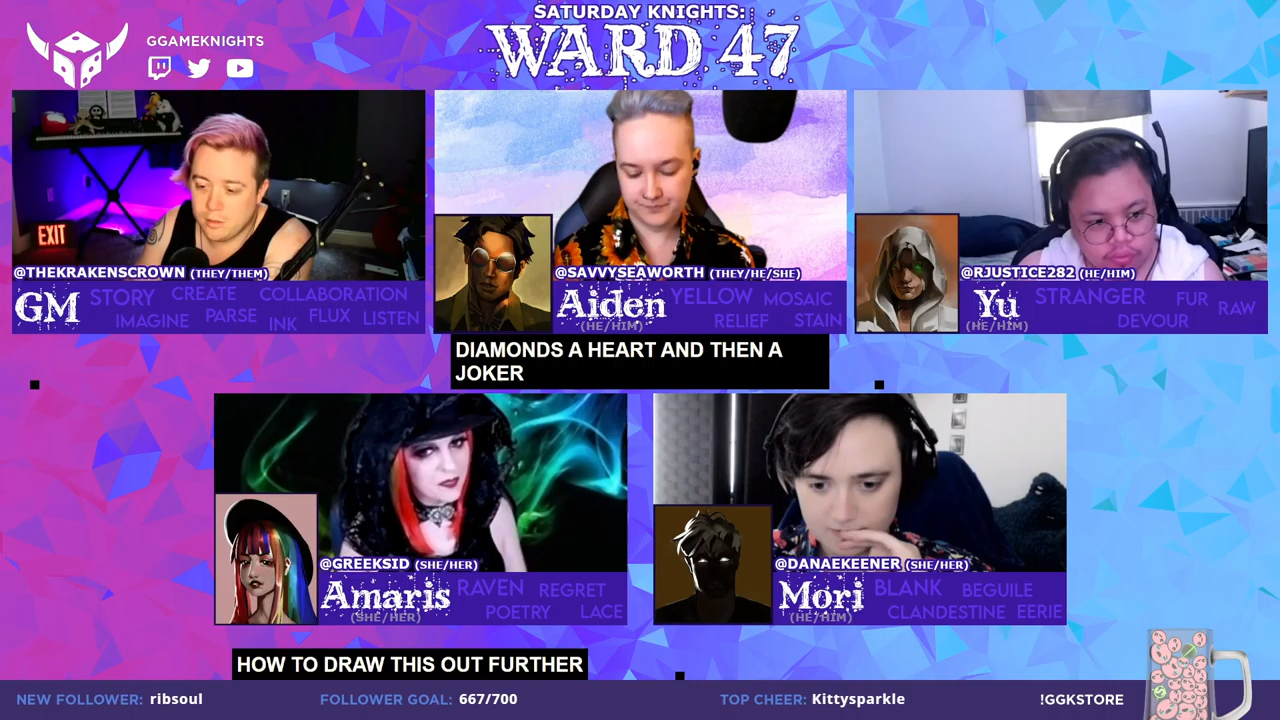 SATURDAY KNIGHTS:
WARD 47
GGAMEKNIGHTS
EXIT
@THEKRAKENSCROWN (THEY/THEM)
GM
STORY CREATE COLLABORATION
IMAGINE PARSE INK FLUX LISTEN
@SAVVYSEAWORTH (THEY/HE/SHE)
Aiden
(HE/HIM)
YELLOW MOSAIC
RELIEF STAIN
@RJUSTICE282 (HE/HIM)
Yu
(HE/HIM)
STRANGER FUR RAW
DEVOUR
DIAMONDS A HEART AND THEN A
JOKER
@GREEKSID (SHE/HER)
Amaris
(SHE/HER)
RAVEN REGRET
POETRY LACE
@DANAEKEENER (SHE/HER)
Mori
(HE/HIM)
BLANK BEGUILE
CLANDESTINE EERIE
HOW TO DRAW THIS OUT FURTHER
NEW FOLLOWER: ribsoul
FOLLOWER GOAL: 667/700
TOP CHEER: Kittysparkle
!GGKSTORE